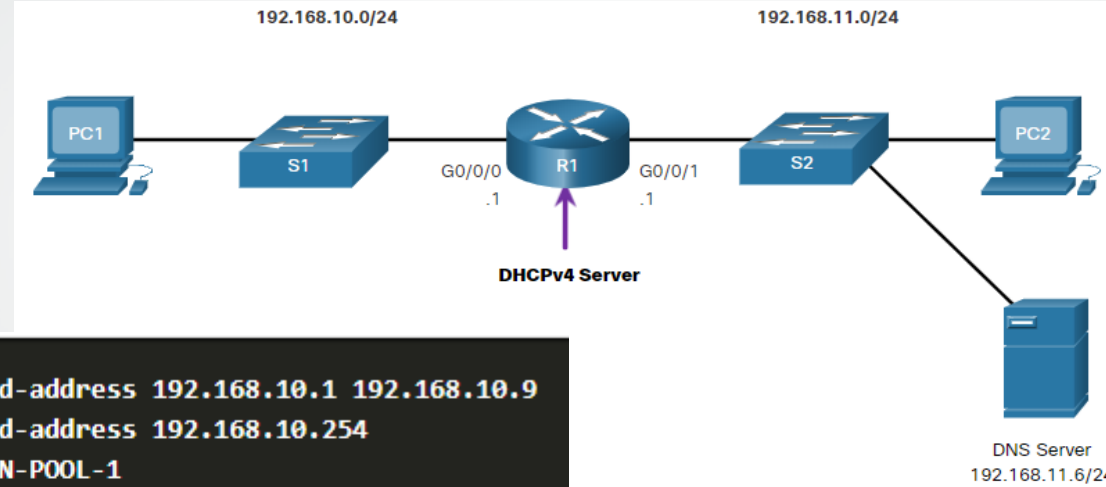 192.168.10.0/24
192.168.11.0/24
PC1
S1
G0/0/0
.1
R1
G0/0/1
.1
S2
PC2
DHCPv4 Server
d-address 192.168.10.1 192.168.10.9
d-address 192.168.10.254
N-POOL-1
DNS Server
192.168.11.6/24